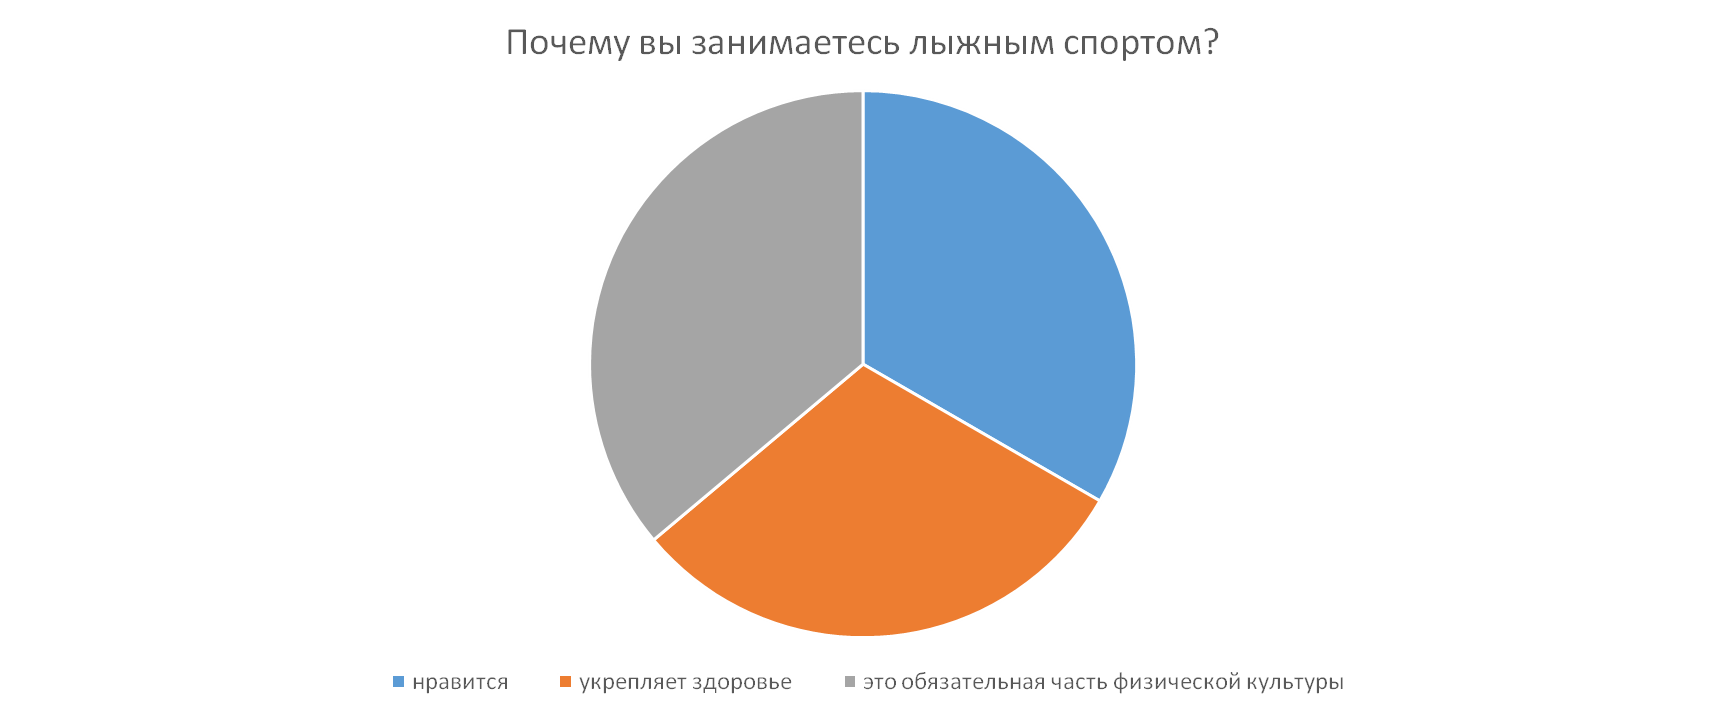 Почему вы занимаетесь лыжным спортом?
нравится укрепляет здоровье это обязательная часть физической культуры